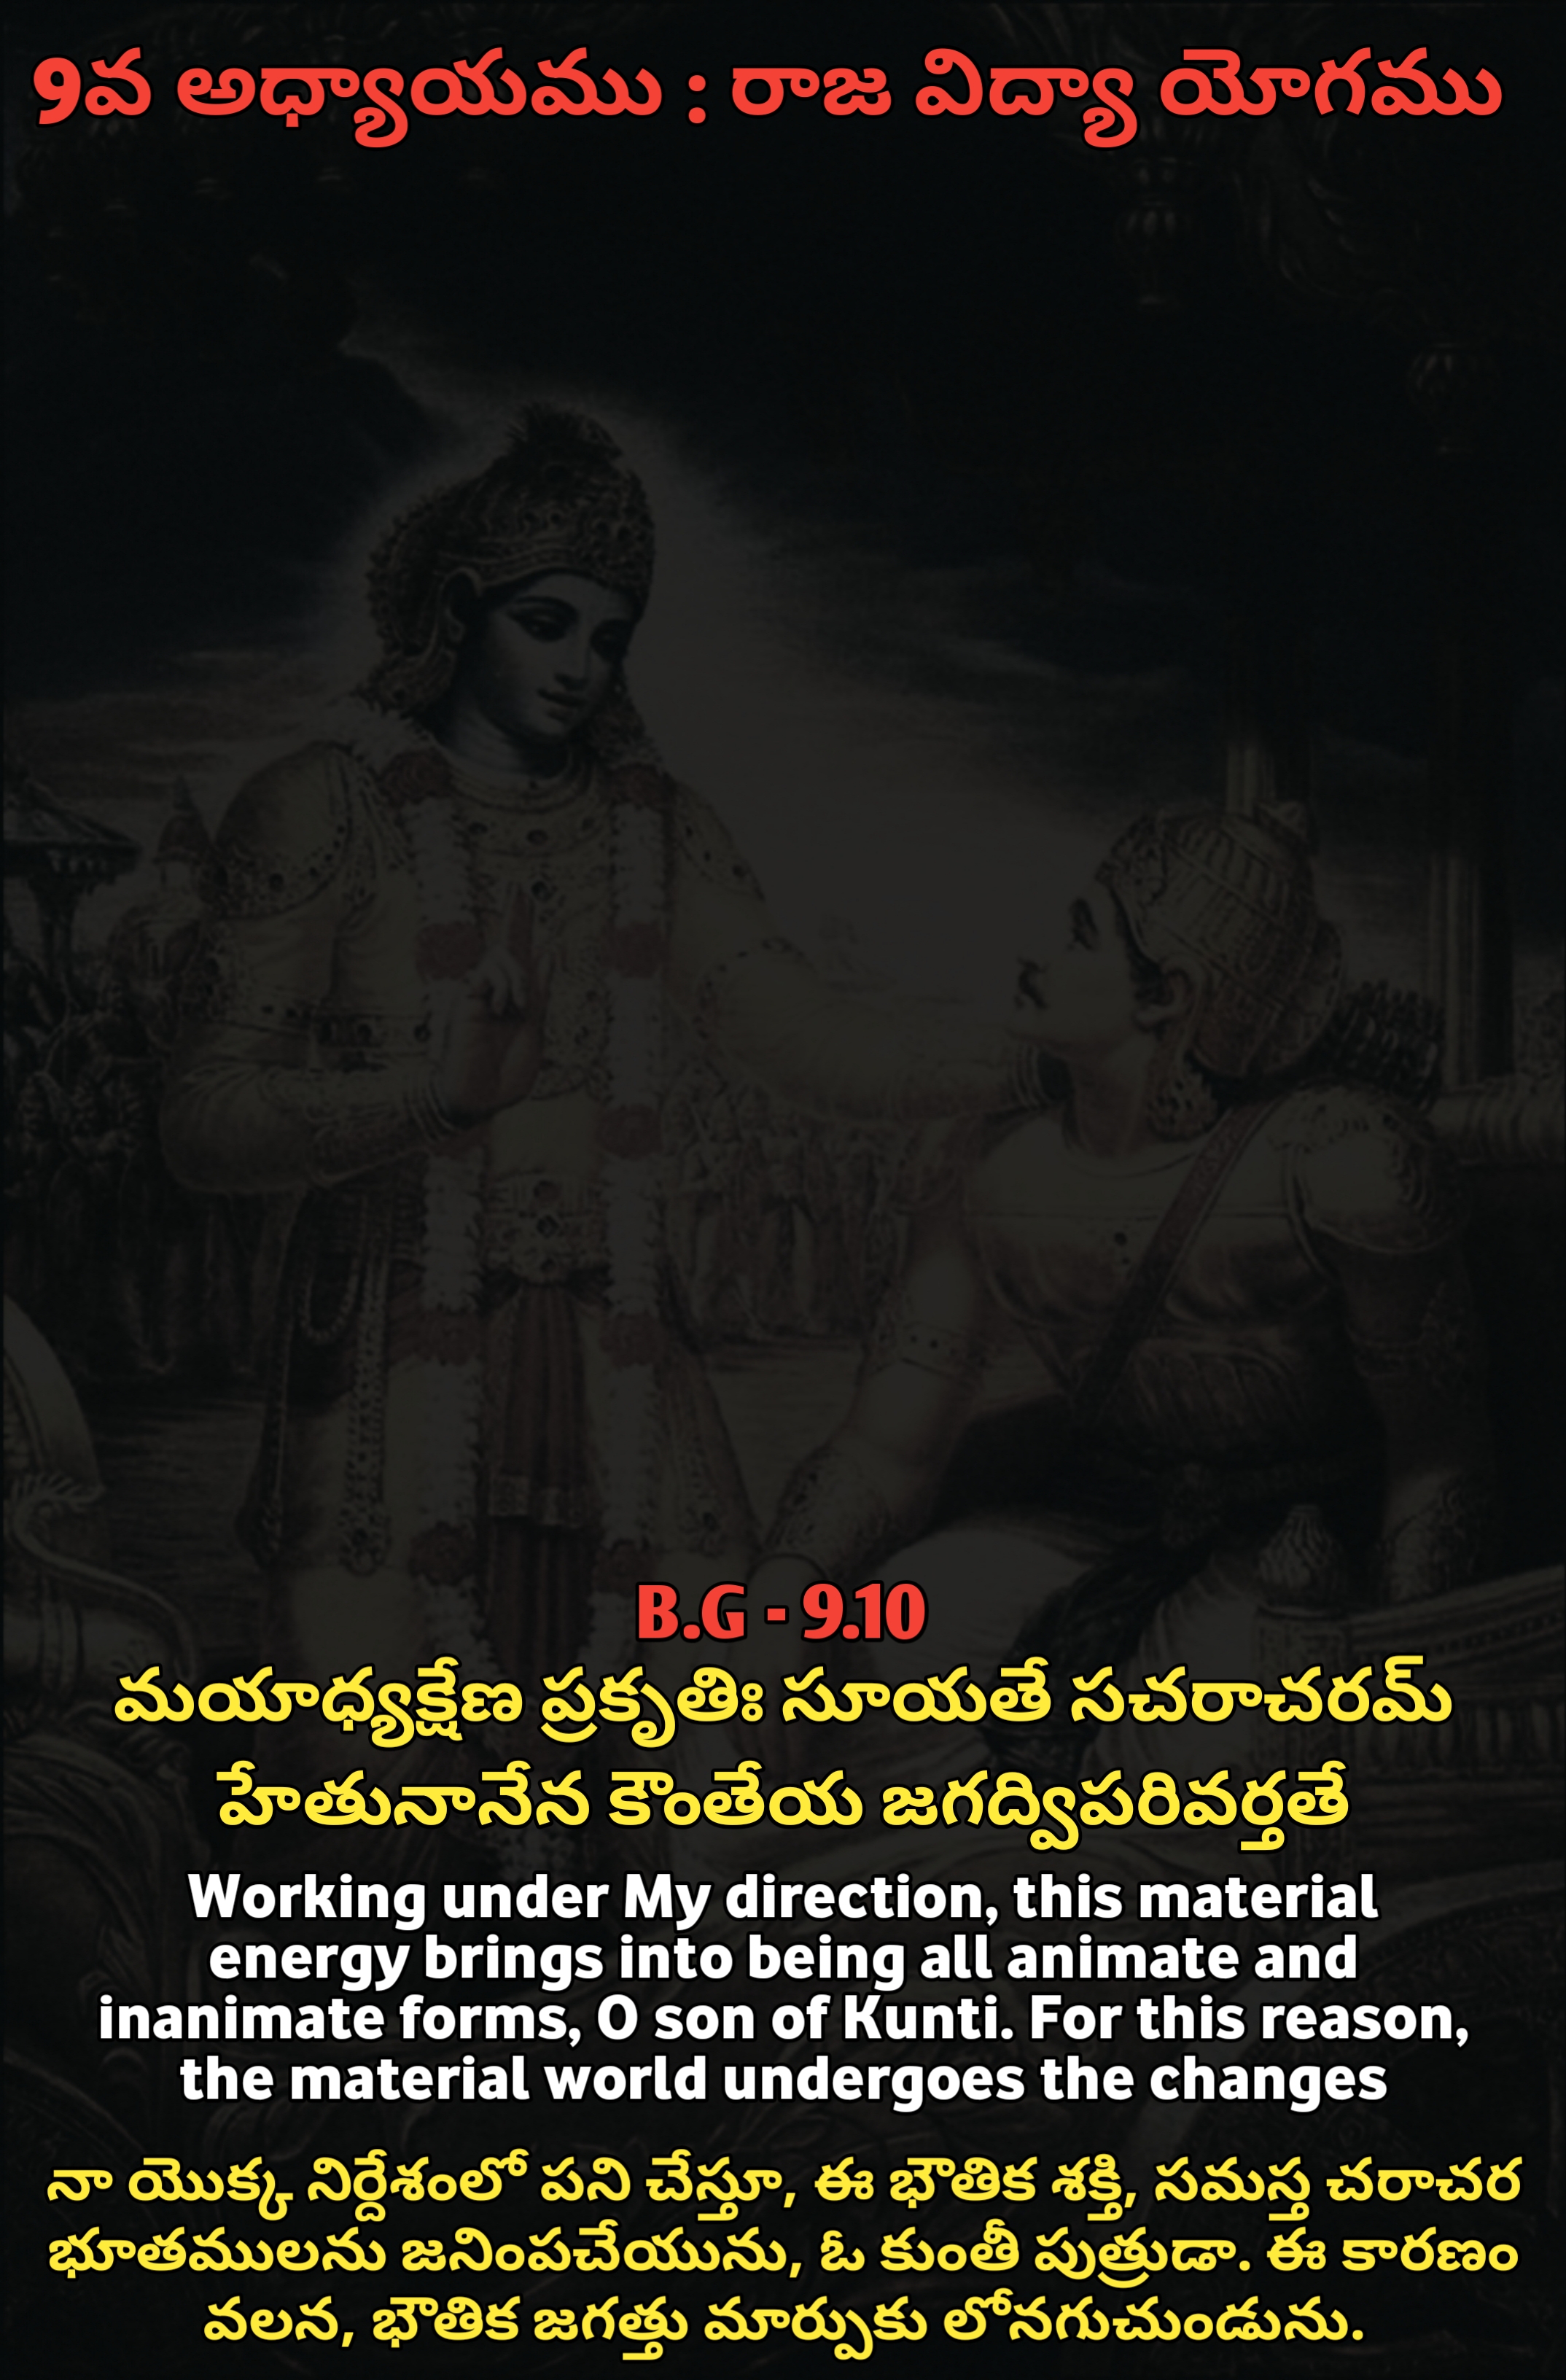 9వ అధ్యాయము : రాజ విద్యా యోగము
B.G - 9.10
మయాధ్యక్షేణ ప్రకృతిః సూయతే సచరాచరమ్
హేతునానేన కౌంతేయ జగద్విపరివర్తతే
Working under My direction, this material
energy brings into being all animate and
inanimate forms, O son of Kunti. For this reason,
the material world undergoes the changes
నా యొక్క నిర్దేశంలో పని చేస్తూ, ఈ భౌతిక శక్తి, సమస్త చరాచర
భూతములను జనింపచేయును, ఓ కుంతీ పుత్రుడా. ఈ కారణం
వలన, భౌతిక జగత్తు మార్పుకు లోనగుచుండును.